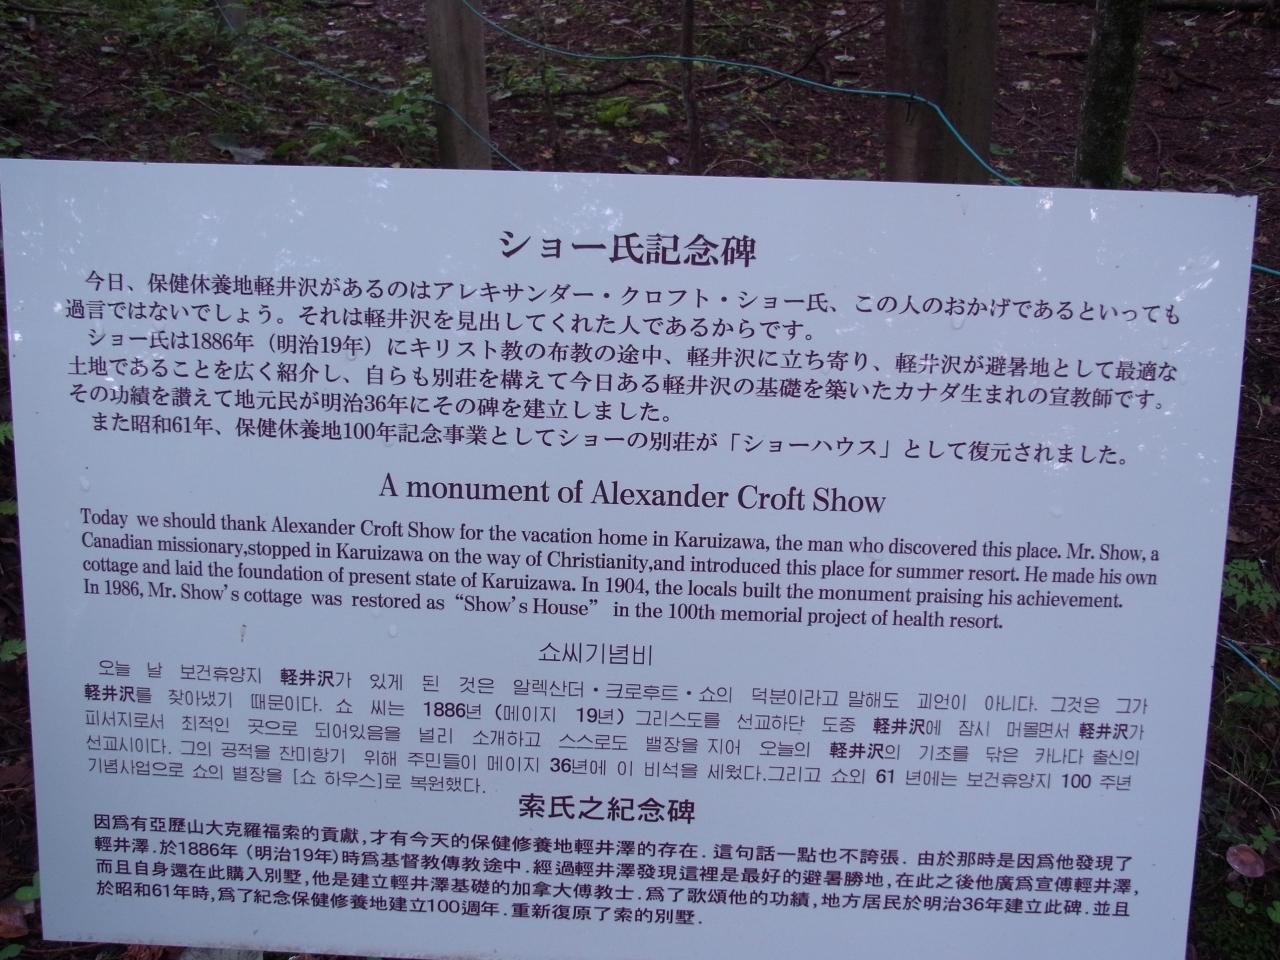 ショー氏記念碑
今日、保健休養地軽井沢があるのはアレキサンダー・クロフト・ショー氏、この人のおかげであるといっても
過言ではないでしょう。それは軽井沢を見出してくれた人であるからです。
ショー氏は1886年（明治19年）にキリスト教の布教の途中、軽井沢に立ち寄り、軽井沢が避暑地として最適な
土地であることを広く紹介し、自らも別荘を構えて今日ある軽井沢の基礎を築いたカナダ生まれの宣教師です。
その功績を讃えて地元民が明治36年にその碑を建立しました。
また昭和61年、保健休養地100年記念事業としてショーの別荘が「ショーハウス」として復元されました。
A monument of Alexander Croft Show
Today we should thank Alexander Croft Show for the vacation home in Karuizawa, the man who discovered this place. Mr. Show, a
Canadian missionary,stopped in Karuizawa on the way of Christianity,and introduced this place for summer resort. He made his own
cottage and laid the foundation of present state of Karuizawa. In 1904, the locals built the monument praising his achievement.
In 1986, Mr. Show's cottage was restored as “Show's House” in the 100th memorial project of health resort.
쇼씨기념비
오늘 날 보건휴양지 軽井沢가 있게 된 것은 알렉산더・크로후트・쇼의 덕분이라고 말해도 괴언이 아니다. 그것은 그가
軽井沢를 찾아냈기 때문이다. 쇼 씨는 1886년 (메이지 19년) 그리스도를 선교하단 도중 軽井沢에 잠시 머물면서 軽井沢가
피서지로서 최적인 곳으로 되어있음을 널리 소개하고 스스로도 밸장을 지어 오늘의 軽井沢의 기초를 닦은 카나다 출신의
선교시이다. 그의 공적을 찬미항기 위해 주민들이 메이지 36년에 이 비석을 세웠다.그리고 쇼외 61 년에는 보건휴양지 100 주년
기념사업으로 쇼의 별장을 [쇼 하우스]로 복원했다.
索氏之紀念碑
因爲有亞歷山大克羅福索的貢獻,才有今天的保健修養地輕井澤的存在. 這句話一點也不誇張. 由於那時是因爲他發現了
輕井澤.於1886年 (明治19年)時爲基督教傳教途中.經過輕井澤發現這裡是最好的避暑勝地,在此之後他廣爲宣傳輕井澤,
而且自身還在此購入別墅,他是建立輕井澤基礎的加拿大傳教士.爲了歌頌他的功績,地方居民於明治36年建立此碑.並且
於昭和61年時,爲了紀念保健修養地建立100週年.重新復原了索的別墅.